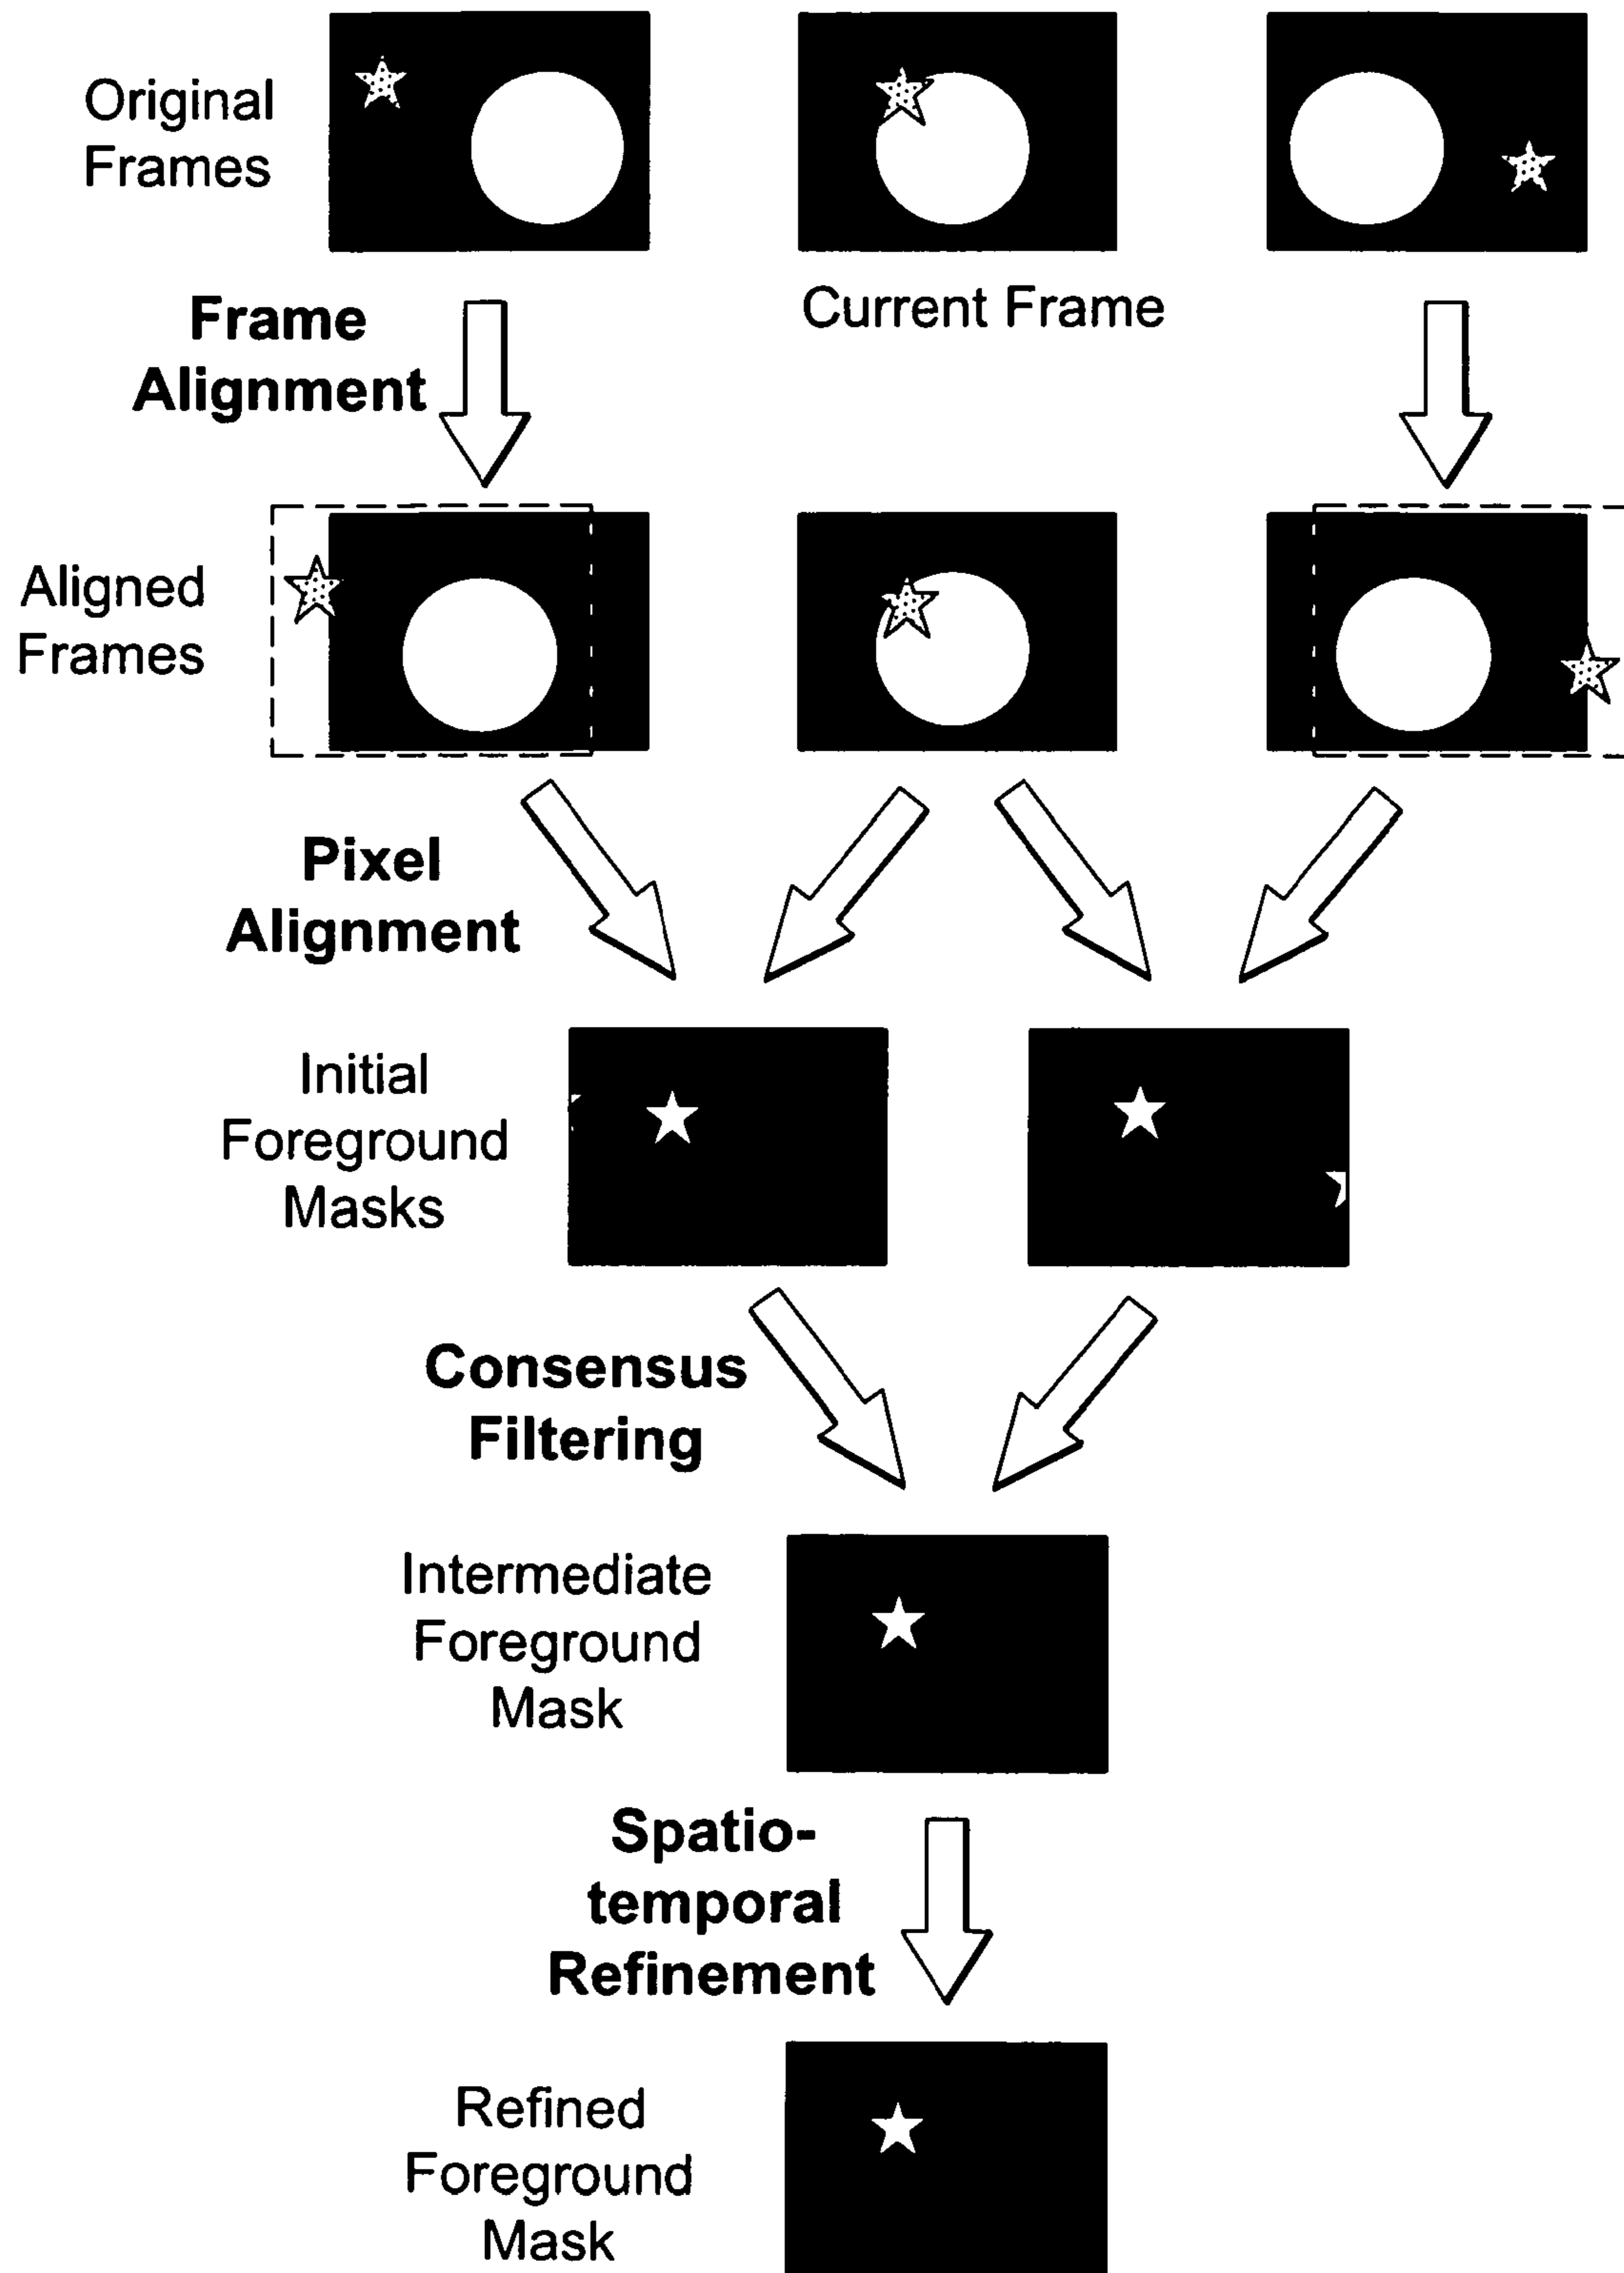 Original
Frames
Current Frame
Frame
Alignment
Aligned
Frames
Pixel
Alignment
Initial
Foreground
Masks
Consensus
Filtering
Intermediate
Foreground
Mask
Spatio-
temporal
Refinement
Refined
Foreground
Mask